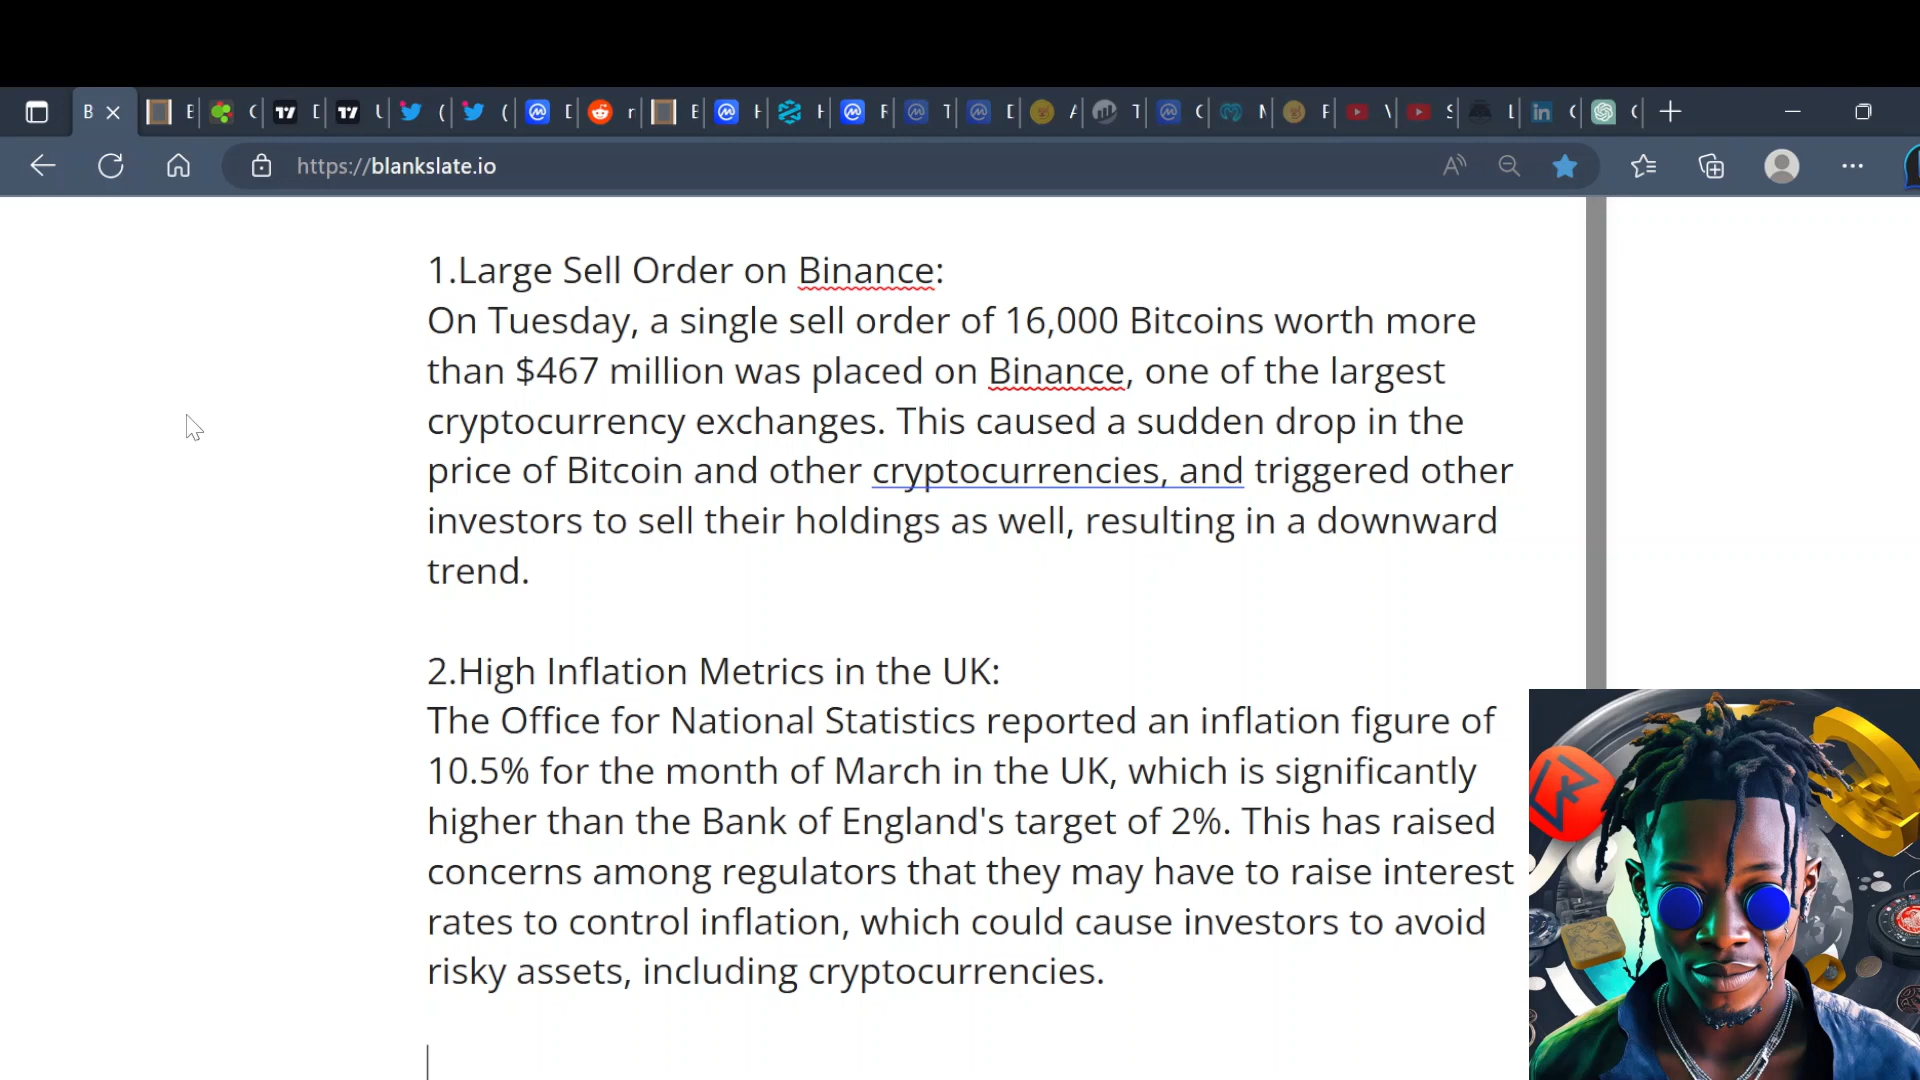 B
E
C
D
U
(
(
D
r
E
H
H
F
T
D
A
T
C
N
F
V
S
L
C
C
https://blankslate.io
1.Large Sell Order on Binance:
On Tuesday, a single sell order of 16,000 Bitcoins worth more
than $467 million was placed on Binance, one of the largest
cryptocurrency exchanges. This caused a sudden drop in the
price of Bitcoin and other cryptocurrencies, and triggered other
investors to sell their holdings as well, resulting in a downward
trend.
2.High Inflation Metrics in the UK:
The Office for National Statistics reported an inflation figure of
10.5% for the month of March in the UK, which is significantly
higher than the Bank of England's target of 2%. This has raised
concerns among regulators that they may have to raise interest
rates to control inflation, which could cause investors to avoid
risky assets, including cryptocurrencies.